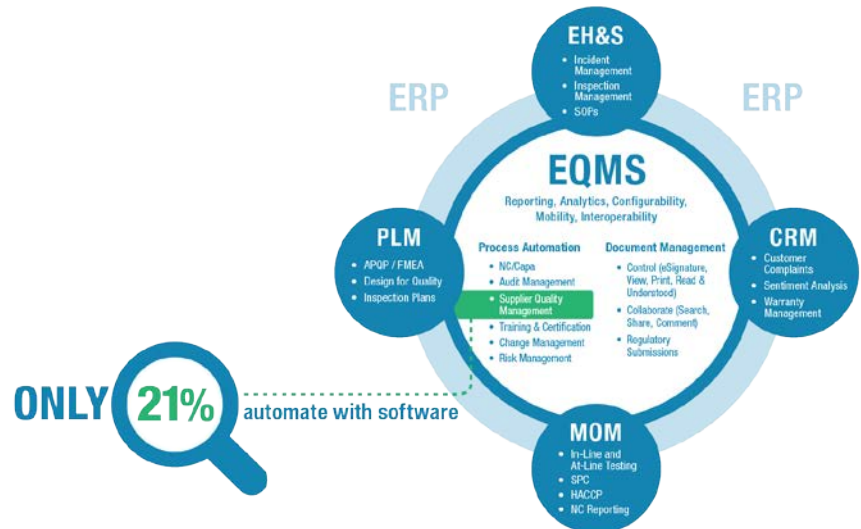 EH&S
• Incident
Management
• Inspection
Management
• SOPs
ERP
ERP
EQMS
Reporting, Analytics, Configurability,
Mobility, Interoperability
PLM
• APQP / FMEA
• Design for Quality
• Inspection Plans
Process Automation
• NC/Capa
• Audit Management
• Supplier Quality
Management
• Training & Certification
• Change Management
• Risk Management
Document Management
• Control (eSignature,
View, Print, Read &
Understood)
• Collaborate (Search,
Share, Comment)
• Regulatory
Submissions
CRM
• Customer
Complaints
• Sentiment Analysis
• Warranty
Management
ONLY 21% automate with software
MOM
• In-Line and
At-Line Testing
• SPC
• HACCP
• NC Reporting